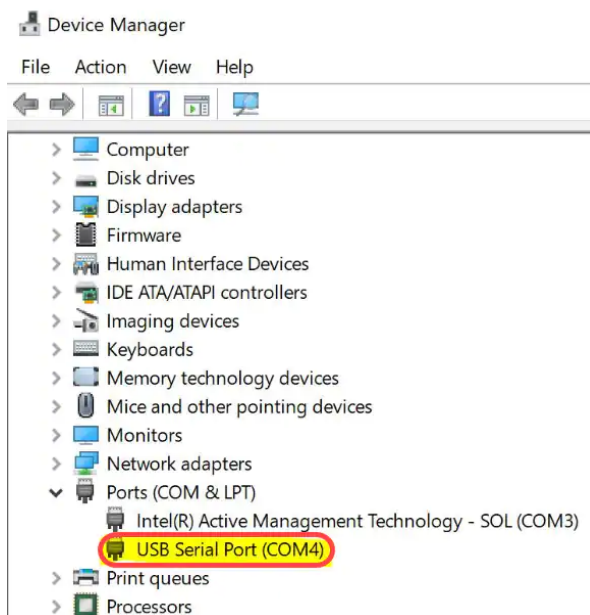 Device Manager
File Action View Help
Computer
Disk drives
Display adapters
Firmware
Human Interface Devices
IDE ATA/ATAPI controllers
Imaging devices
Keyboards
Memory technology devices
Mice and other pointing devices
Monitors
Network adapters
Ports (COM & LPT)
Intel(R) Active Management Technology - SOL (COM3)
USB Serial Port (COM4)
Print queues
Processors